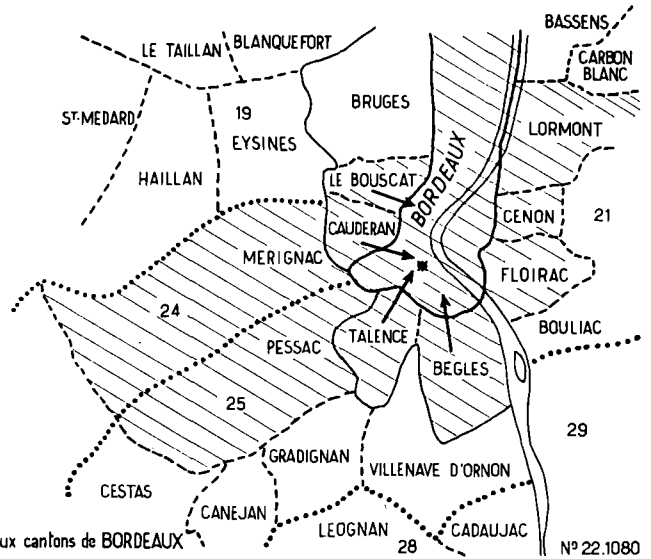 BASSENS
LE TAILLAN
BLANQUEFORT
CARBON
BLANC
ST-MEDARD
19
BRUGES
EYSINES
LORMONT
HAILLAN
LE BOUSCAT
BORDEAUX
CENON
21
CAUDERAN
MERIGNAC
FLOIRAC
24
TALENCE
BOULIAC
PESSAC
BEGLES
25
29
GRADIGNAN
VILLENAVE D'ORNON
CESTAS
CANEJAN
LEOGNAN
CADAUJAC
ux cantons de BORDEAUX
28
Nº 22.1080